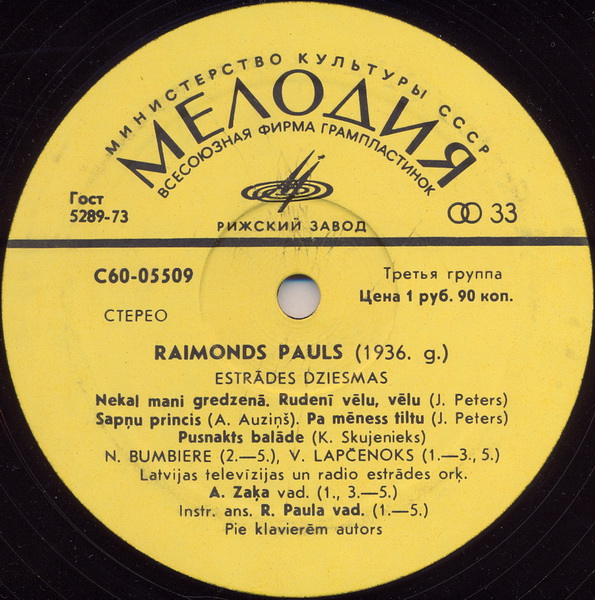 МИНИСТЕРСТВО КУЛЬТУРЫ СССР
МЕЛОДИЯ
ВСЕСОЮЗНАЯ ФИРМА ГРАМПЛАСТИНОК
Гост
5289-73
33
РИЖСКИЙ ЗАВОД
С60-05509
Третья группа
Цена 1 руб. 90 коп.
СТЕРЕО
RAIMONDS PAULS (1936. g.)
ESTRĀDES DZIESMAS
Nekaļ mani gredzenā. Rudenī vēlu, vēlu (J. Peters)
Sapņu princis (A. Auziņš). Pa mēness tiltu (J. Peters)
Pusnakts balāde (K. Skujenieks)
N. BUMBIERE (2.—5.), V. LAPČENOKS (1.—3., 5.)
Latvijas televīzijas un radio estrādes orķ.
A. Zaķa vad. (1., 3.—5.)
Instr. ans. R. Paula vad. (1.—5.)
Pie klavierēm autors